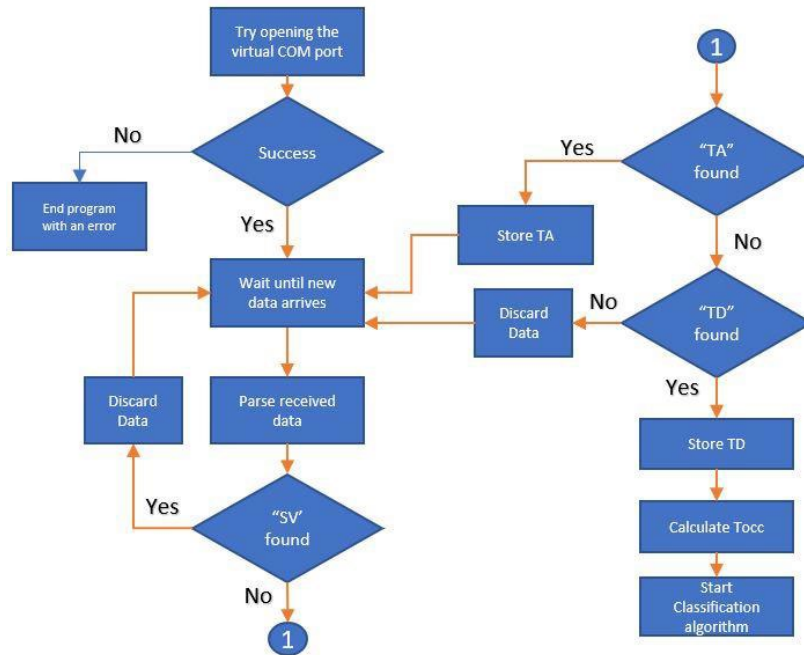 Try opening the
virtual COM port
No
Success
End program
with an error
Yes
Wait until new
data arrives
Discard
Data
Parse received
data
Yes
“SV’
found
No
1
1
“TA”
found
Yes
Store TA
No
“TD”
found
No
Discard
Data
Yes
Store TD
Calculate Tocc
Start
Classification
algorithm